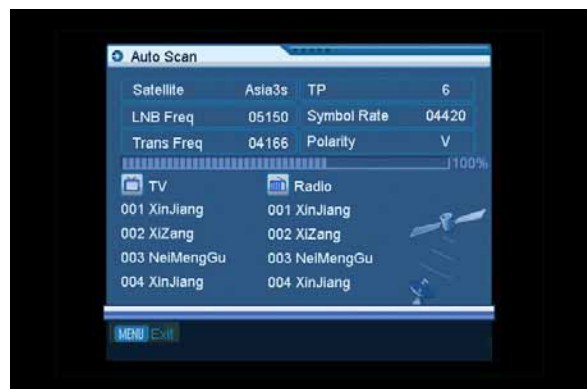 Auto Scan
Satellite Asia3s TP 6
LNB Freq 05150 Symbol Rate 04420
Trans Freq 04166 Polarity V
100%
TV Radio
001 XinJiang 001 XinJiang
002 XiZang 002 XiZang
003 NeiMengGu 003 NeiMengGu
004 XinJiang 004 XinJiang
MENU Exit